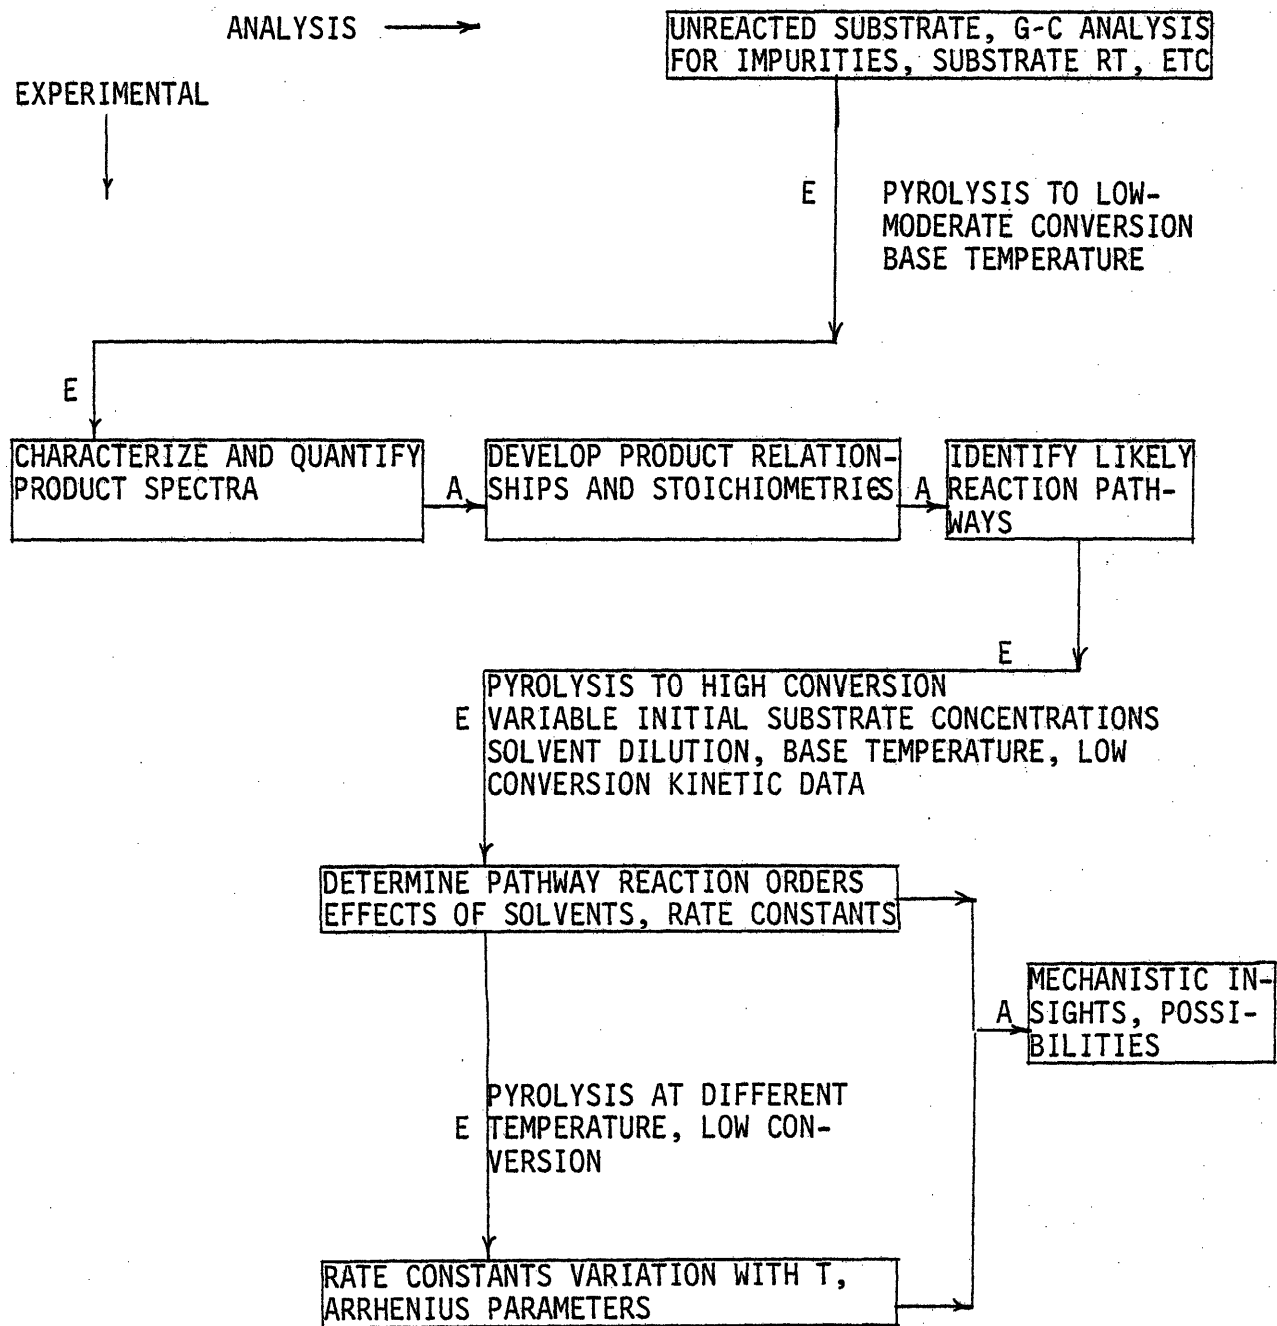 ANALYSIS
UNREACTED SUBSTRATE, G-C ANALYSIS
FOR IMPURITIES, SUBSTRATE RT, ETC
EXPERIMENTAL
E
PYROLYSIS TO LOW-
MODERATE CONVERSION
BASE TEMPERATURE
E
CHARACTERIZE AND QUANTIFY
PRODUCT SPECTRA
A
DEVELOP PRODUCT RELATION-
SHIPS AND STOICHIOMETRIES
A
IDENTIFY LIKELY
REACTION PATH-
WAYS
E
PYROLYSIS TO HIGH CONVERSION
E
VARIABLE INITIAL SUBSTRATE CONCENTRATIONS
SOLVENT DILUTION, BASE TEMPERATURE, LOW
CONVERSION KINETIC DATA
DETERMINE PATHWAY REACTION ORDERS
EFFECTS OF SOLVENTS, RATE CONSTANTS
A
MECHANISTIC IN-
SIGHTS, POSSI-
BILITIES
PYROLYSIS AT DIFFERENT
E
TEMPERATURE, LOW CON-
VERSION
RATE CONSTANTS VARIATION WITH T,
ARRHENIUS PARAMETERS